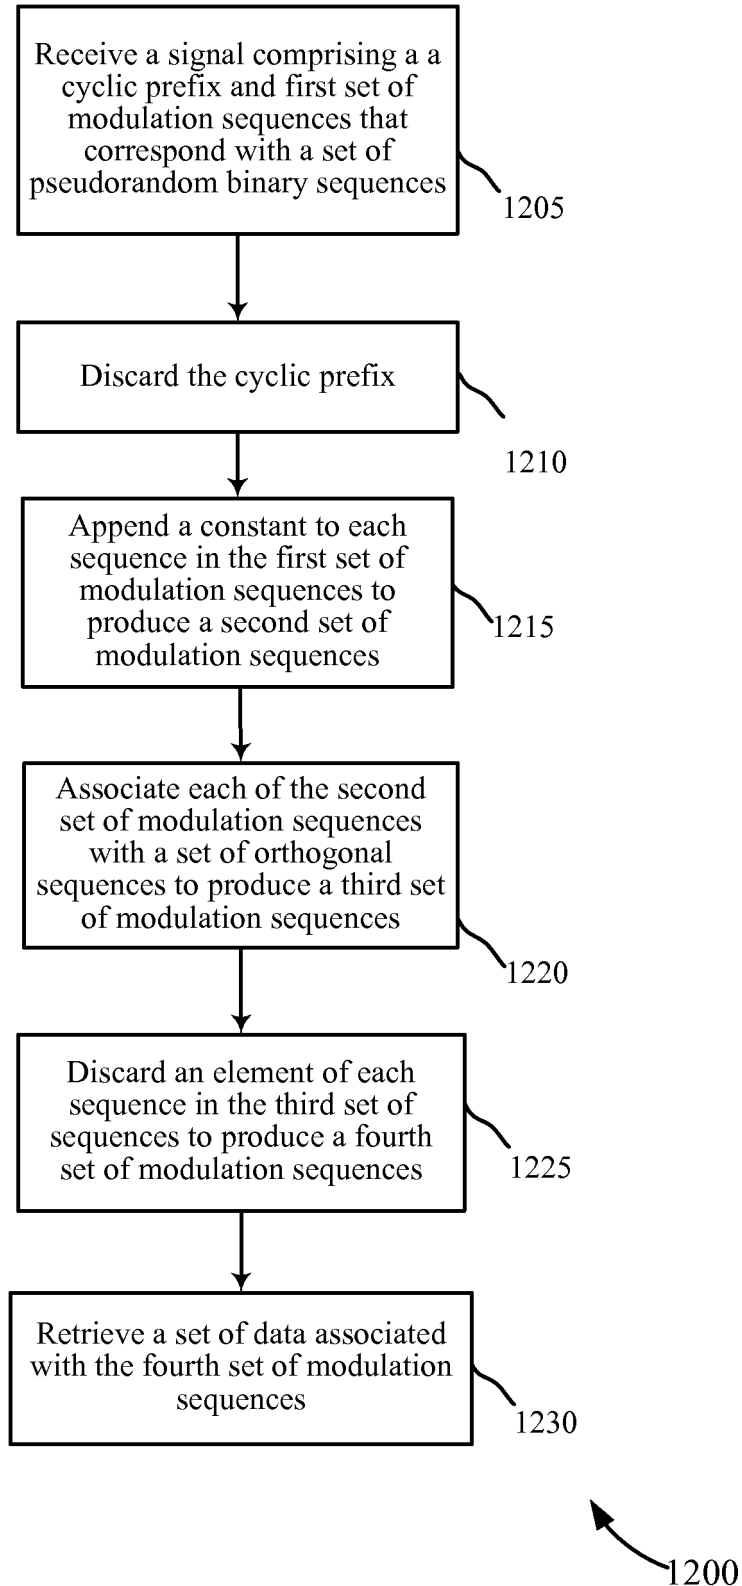 Receive a signal comprising a a
cyclic prefix and first set of
modulation sequences that
correspond with a set of
pseudorandom binary sequences
1205
Discard the cyclic prefix
1210
Append a constant to each
sequence in the first set of
modulation sequences to
produce a second set of
modulation sequences
1215
Associate each of the second
set of modulation sequences
with a set of orthogonal
sequences to produce a third set
of modulation sequences
1220
Discard an element of each
sequence in the third set of
sequences to produce a fourth
set of modulation sequences
1225
Retrieve a set of data associated
with the fourth set of modulation
sequences
1230
1200